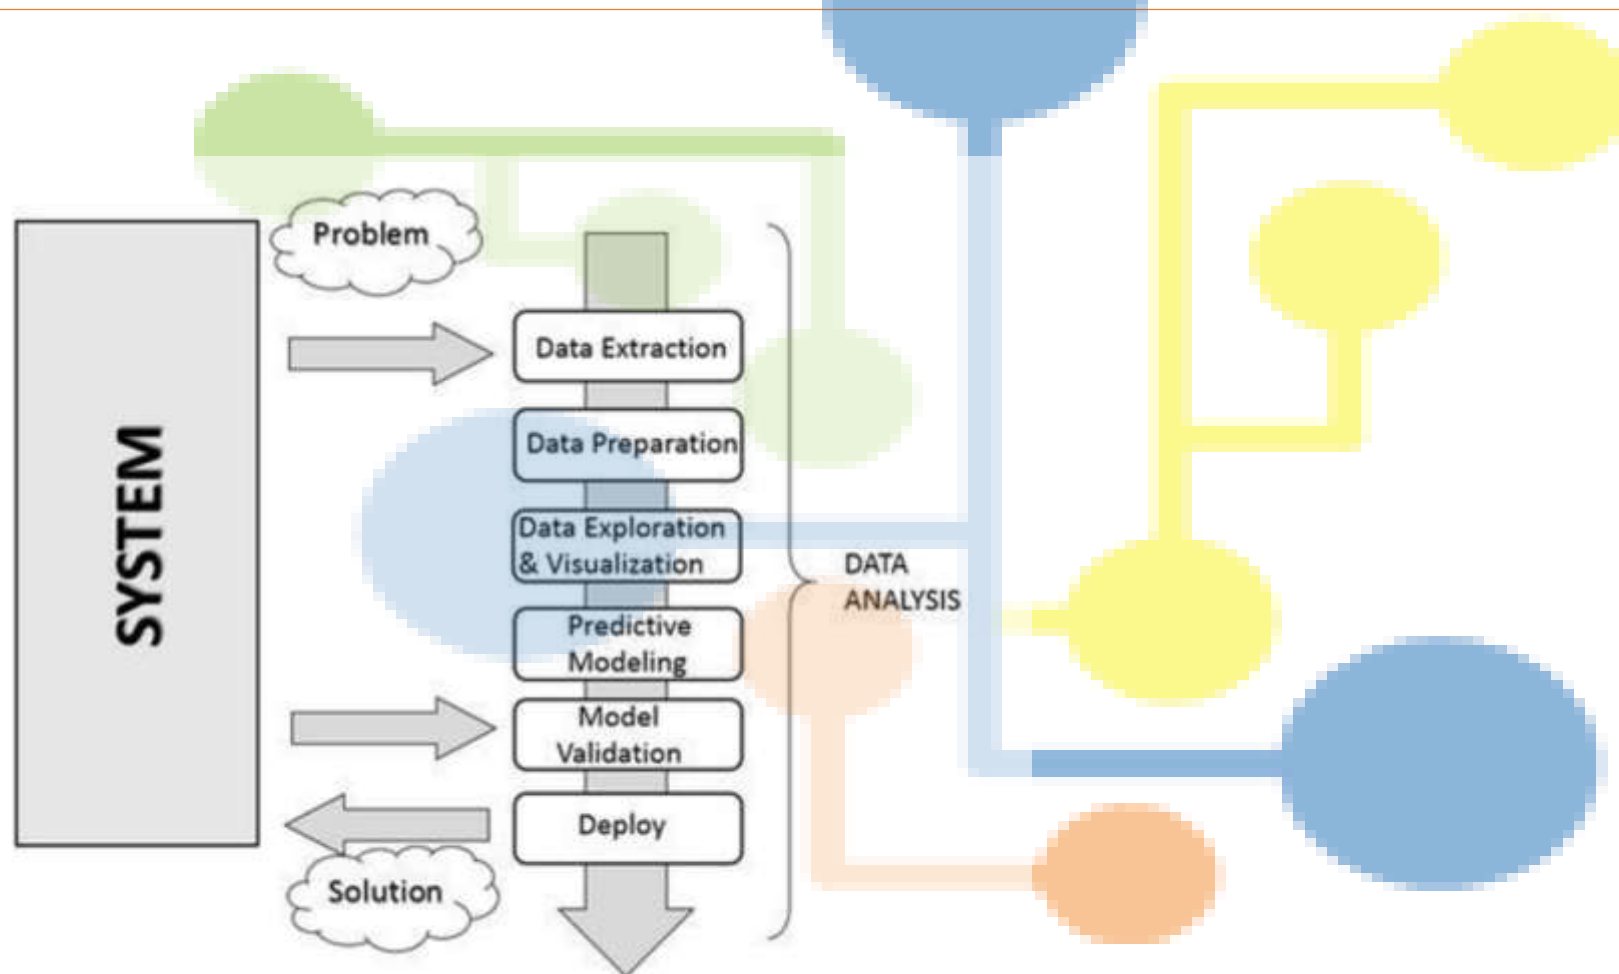 SYSTEM
Problem
Data Extraction
Data Preparation
Data Exploration
& Visualization
Predictive
Modeling
Model
Validation
Deploy
Solution
DATA
ANALYSIS